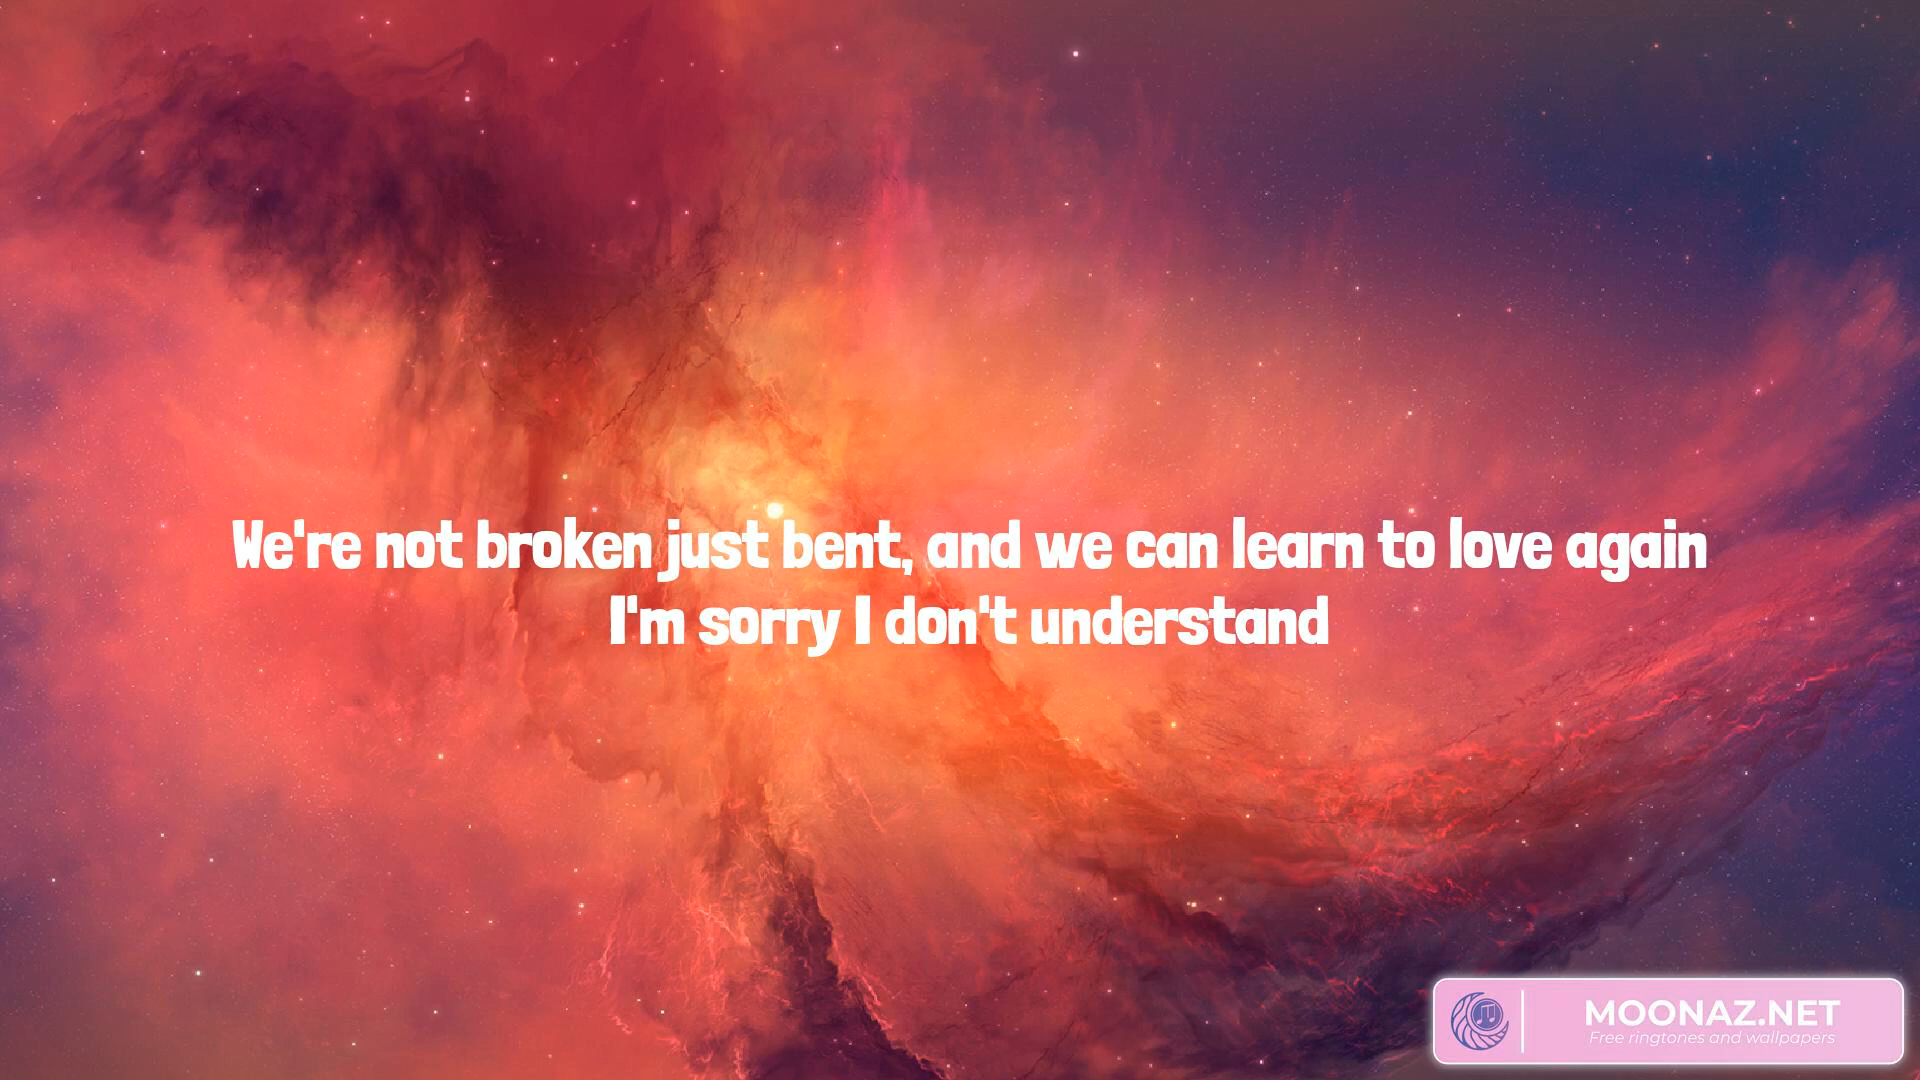 We're not broken just bent, and we can learn to love again
I'm sorry I don't understand
MOONAZ.NET
Free ringtones and wallpapers